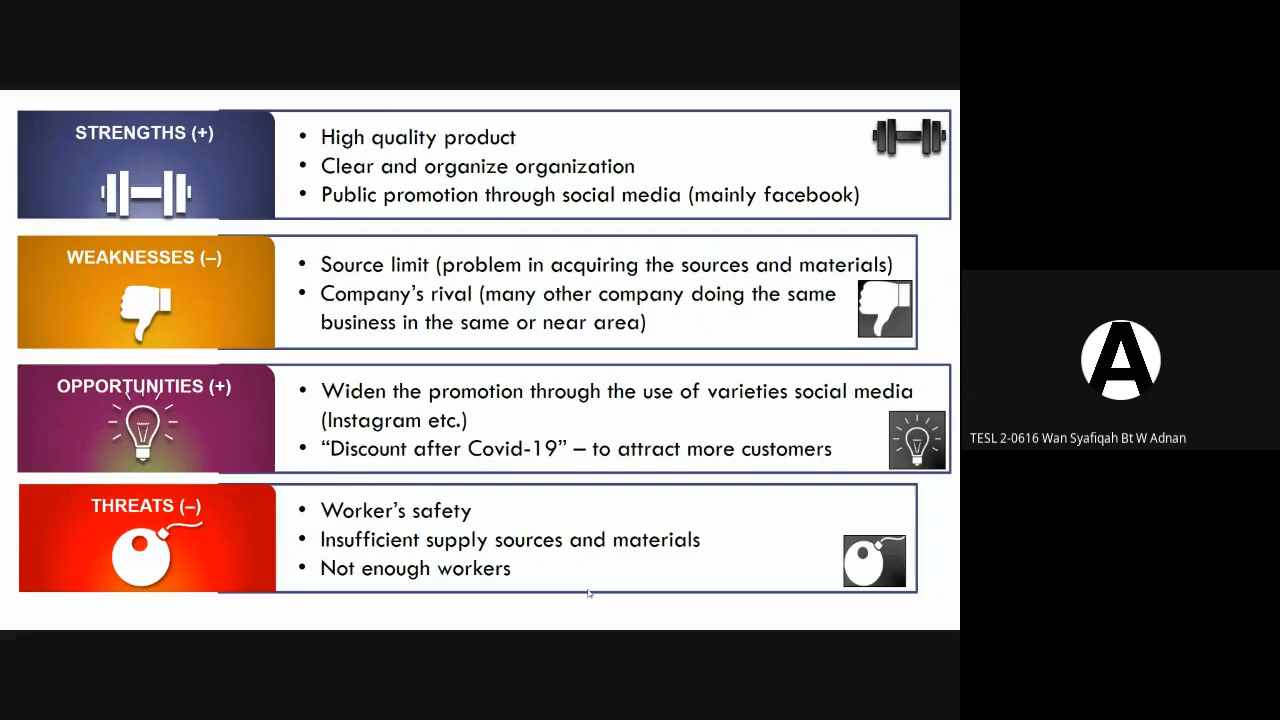 STRENGTHS (+)
• High quality product
• Clear and organize organization
• Public promotion through social media (mainly facebook)
WEAKNESSES (–)
• Source limit (problem in acquiring the sources and materials)
• Company’s rival (many other company doing the same
business in the same or near area)
OPPORTUNITIES (+)
• Widen the promotion through the use of varieties social media
(Instagram etc.)
• “Discount after Covid-19” – to attract more customers
THREATS (–)
• Worker’s safety
• Insufficient supply sources and materials
• Not enough workers
A
TESL 2-0616 Wan Syafiqah Bt W Adnan